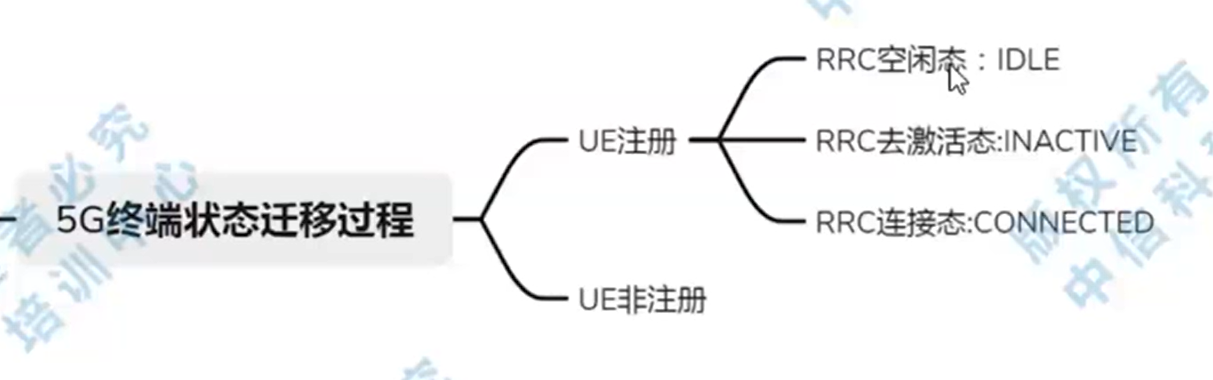 RRC空闲态：IDLE
UE注册
RRC去激活态:INACTIVE
5G终端状态迁移过程
RRC连接态:CONNECTED
UE非注册
者必究
培训中心
版权所有
中信科